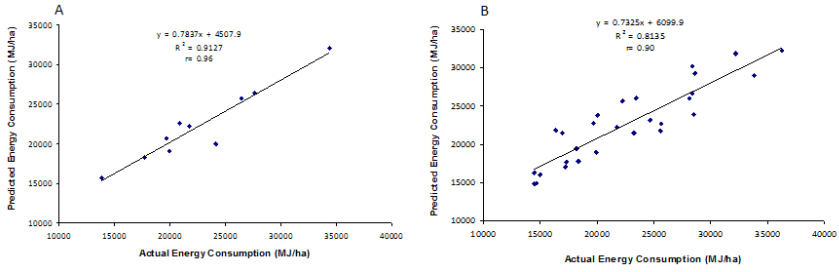 A
y = 0.7837x + 4507.9
R² = 0.9127
r= 0.96
Predicted Energy Consumption (MJ/ha)
35000
30000
25000
20000
15000
10000
10000 15000 20000 25000 30000 35000 40000
Actual Energy Consumption (MJ/ha)
B
y = 0.7325x + 6099.9
R² = 0.8135
r= 0.90
Predicted Energy Consumption (MJ/ha)
35000
30000
25000
20000
15000
10000
10000 15000 20000 25000 30000 35000 40000
Actual Energy Consumption (MJ/ha)